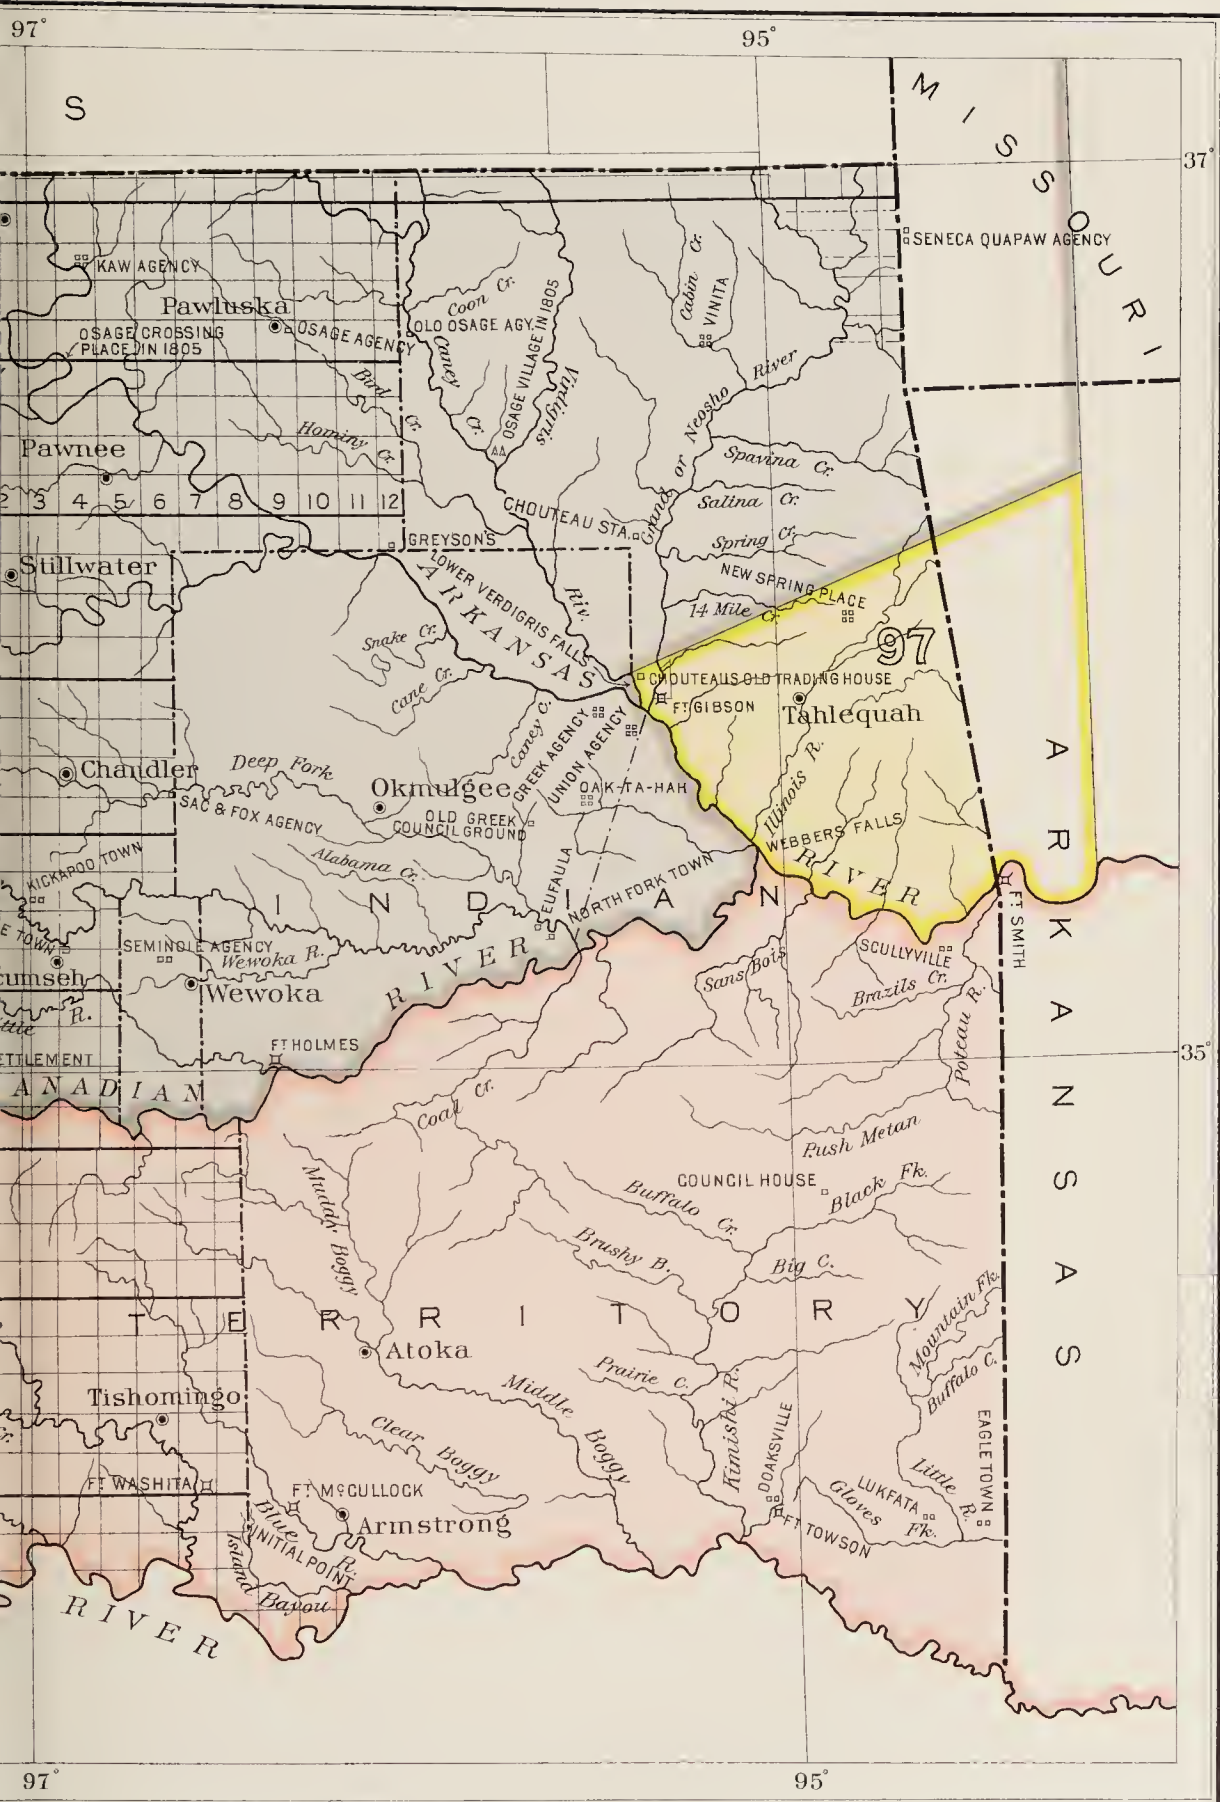 97°
95°
S
MISSOURI
37°
SENECA QUAPAW AGENCY
KAW AGENCY
Cabin Cr.
VINITA
Pawluska
OSAGE AGENCY
Coon Cr.
OLD OSAGE AGY.
OSAGE VILLAGE IN 1805
OSAGE CROSSING
PLACE IN 1805
Caney Cr.
Verdigris
Riv.
Bird Cr.
Grand or Neosho River
Hominy Cr.
Pawnee
Spavina Cr.
2 3 4 5 6 7 8 9 10 11 12
Salina Cr.
CHOUTEAU STA.
GREYSON'S
Spring Cr.
Stillwater
LOWER VERDIGRIS FALLS
NEW SPRING PLACE
ARKANSAS
14 Mile Cr.
97
Snake Cr.
Cane Cr.
CHOUTEAUS OLD TRADING HOUSE
FT. GIBSON
Tahlequah
Caney C.
CREEK AGENCY
UNION AGENCY
ARKANSAS
Chandler
Deep Fork
Okmulgee
OAK-TA-HAH
Illinois R.
SAC & FOX AGENCY
OLD CREEK
COUNCIL GROUND
WEBBERS FALLS
KICKAPOO TOWN
Alabama Cr.
EUFAULA
NORTH FORK TOWN
RIVER
INDIAN
FT. SMITH
E TOWN
SEMINOLE AGENCY
Wewoka R.
SCULLYVILLE
cumseh
Wewoka
RIVER
Sans Bois
Brazils Cr.
ittle R.
Poteau R.
ETTLEMENT
FT. HOLMES
35°
ANADIAN
Coal Cr.
Push Metan
Muddy Boggy
COUNCIL HOUSE
Black Fk.
Buffalo Cr.
Brushy B.
Big C.
TERRITORY
Mountain Fk.
Atoka
Prairie C.
Buffalo C.
Tishomingo
Middle Boggy
Cr.
Clear Boggy
Kimishi R.
DOAKSVILLE
EAGLE TOWN
FT. WASHITA
FT. McCULLOCK
Little R.
LUKFATA
Gloves Fk.
Blue R.
Armstrong
FT TOWSON
INITIAL POINT
Island Bayou
RIVER
97°
95°